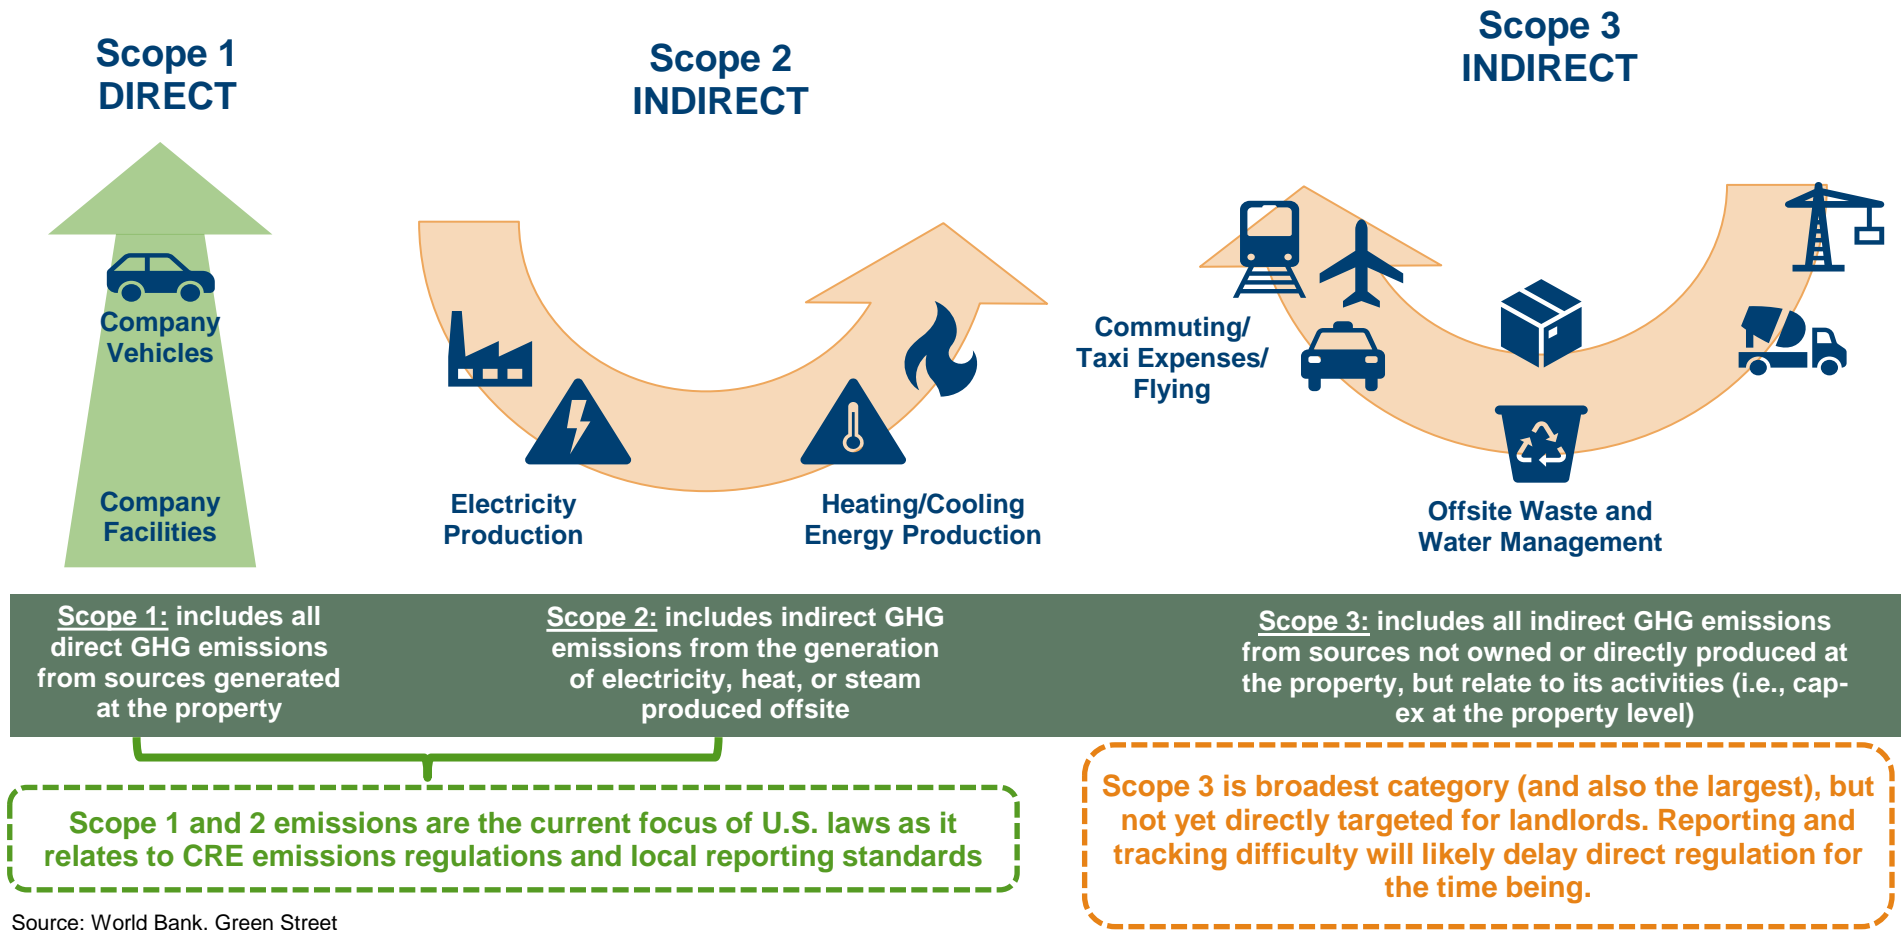 Scope 1
DIRECT
Scope 2
INDIRECT
Scope 3
INDIRECT
Company
Vehicles
Company
Facilities
Electricity
Production
Heating/Cooling
Energy Production
Commuting/
Taxi Expenses/
Flying
Offsite Waste and
Water Management
Scope 1: includes all
direct GHG emissions
from sources generated
at the property
Scope 2: includes indirect GHG
emissions from the generation
of electricity, heat, or steam
produced offsite
Scope 3: includes all indirect GHG emissions
from sources not owned or directly produced at
the property, but relate to its activities (i.e., cap-
ex at the property level)
Scope 1 and 2 emissions are the current focus of U.S. laws as it
relates to CRE emissions regulations and local reporting standards
Scope 3 is broadest category (and also the largest), but
not yet directly targeted for landlords. Reporting and
tracking difficulty will likely delay direct regulation for
the time being.
Source: World Bank, Green Street